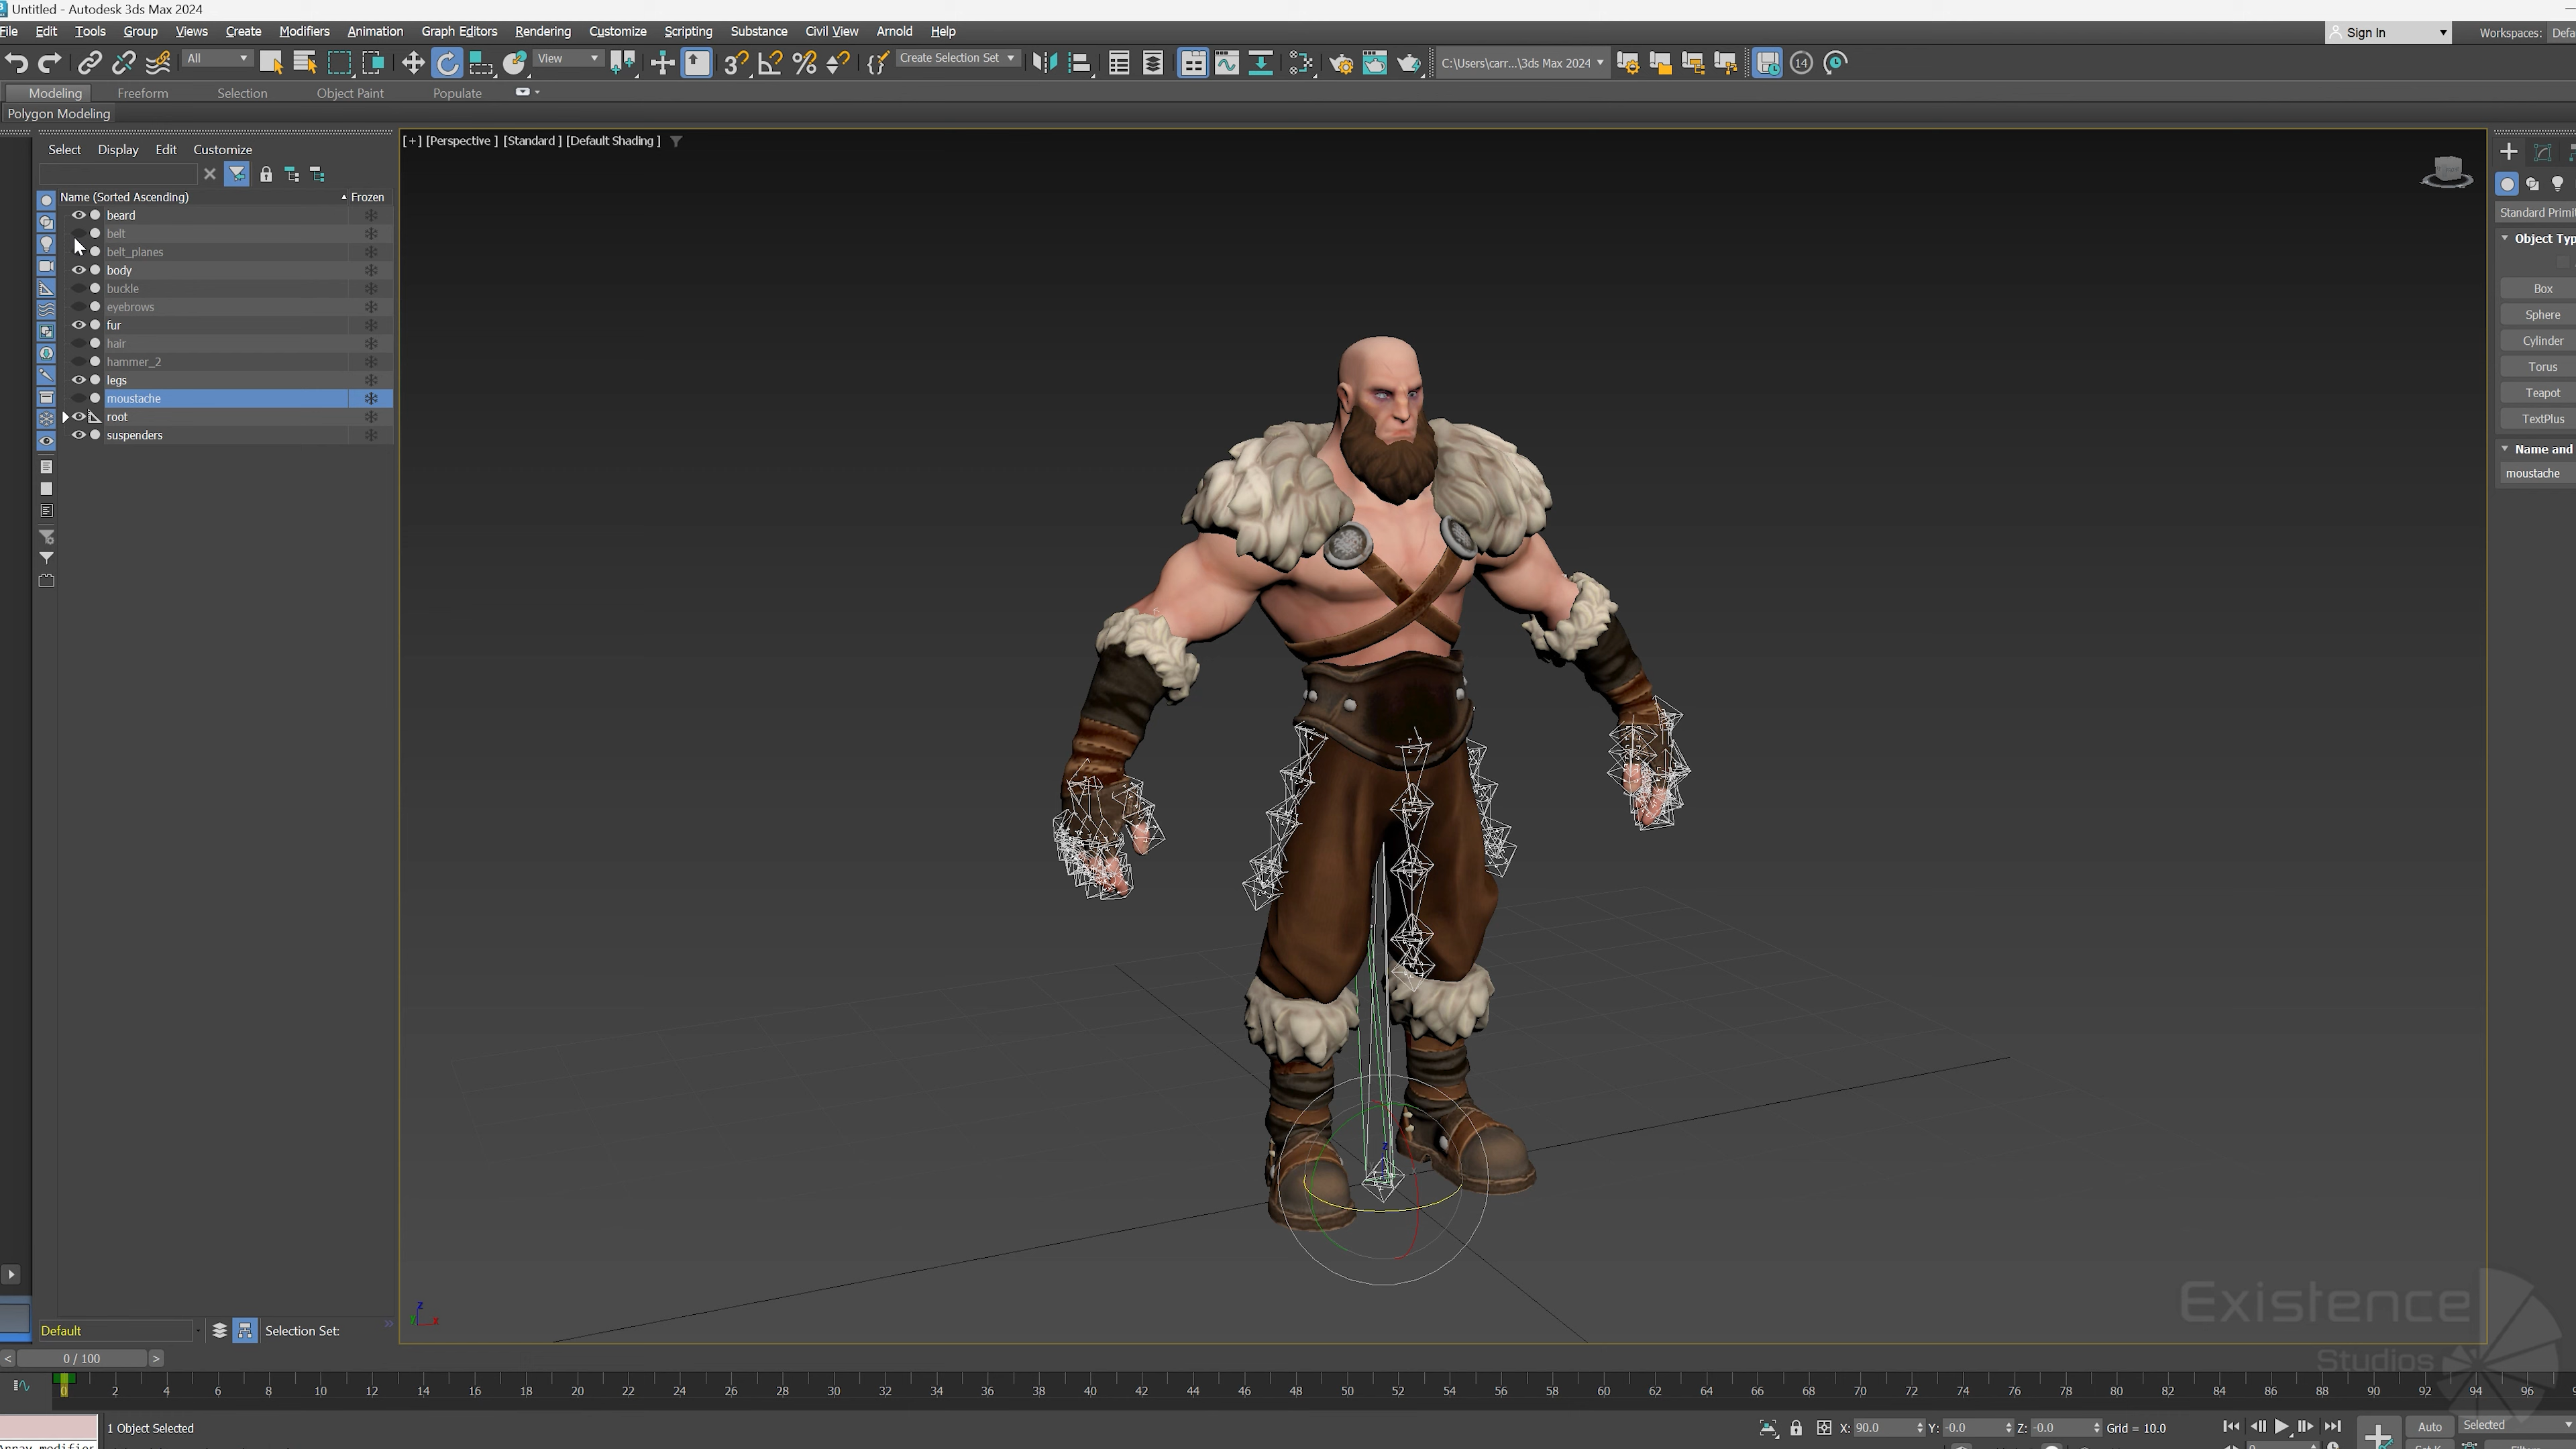 Untitled - Autodesk 3ds Max 2024
File Edit Tools Group Views Create Modifiers Animation Graph Editors Rendering Customize Scripting Substance Civil View Arnold Help
Sign In
Workspaces: Defa
All
View
Create Selection Set
C:\Users\carr...\3ds Max 2024
14
Modeling Freeform Selection Object Paint Populate
Polygon Modeling
Select Display Edit Customize
[+] [Perspective ] [Standard ] [Default Shading ]
Name (Sorted Ascending) Frozen
beard
belt
belt_planes
body
buckle
eyebrows
fur
hair
hammer_2
legs
moustache
root
suspenders
Standard Primi
Object Typ
Box
Sphere
Cylinder
Torus
Teapot
TextPlus
Name and
moustache
Existence
Studios
z
x
Default
Selection Set:
< 0 / 100 >
0 2 4 6 8 10 12 14 16 18 20 22 24 26 28 30 32 34 36 38 40 42 44 46 48 50 52 54 56 58 60 62 64 66 68 70 72 74 76 78 80 82 84 86 88 90 92 94 96
1 Object Selected
X: 90.0 Y: -0.0 Z: -0.0 Grid = 10.0
Auto Selected